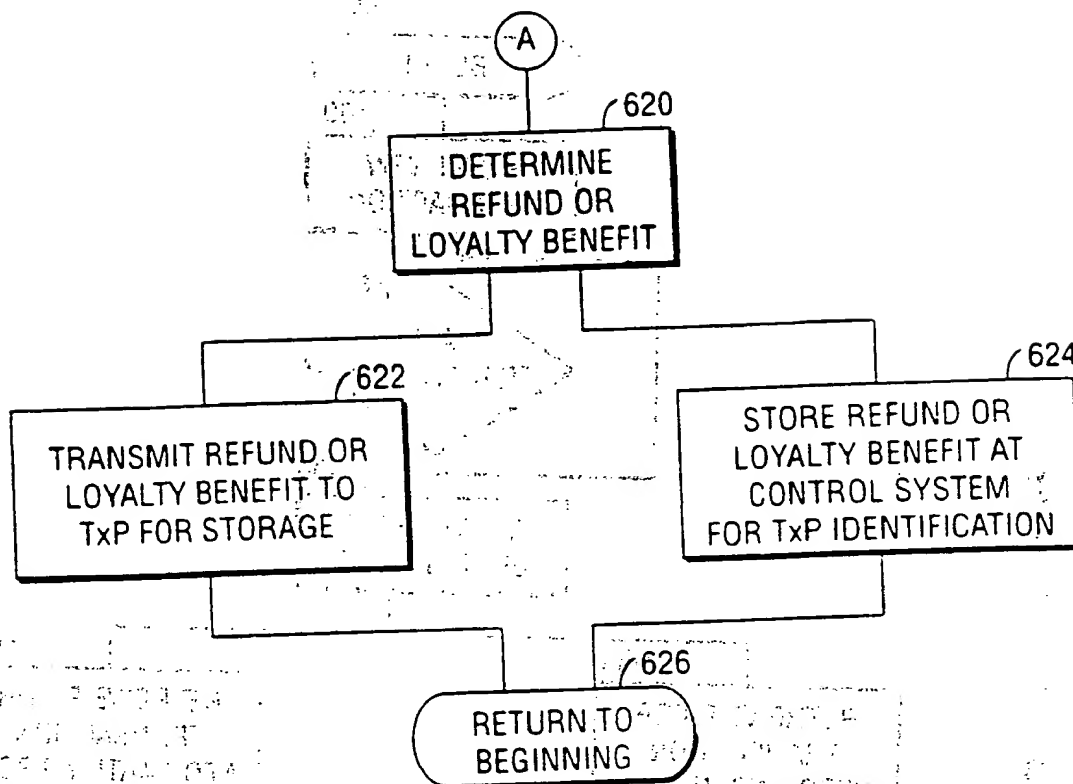 A
620
DETERMINE
REFUND OR
LOYALTY BENEFIT
622
TRANSMIT REFUND OR
LOYALTY BENEFIT TO
TxP FOR STORAGE
624
STORE REFUND OR
LOYALTY BENEFIT AT
CONTROL SYSTEM
FOR TxP IDENTIFICATION
626
RETURN TO
BEGINNING